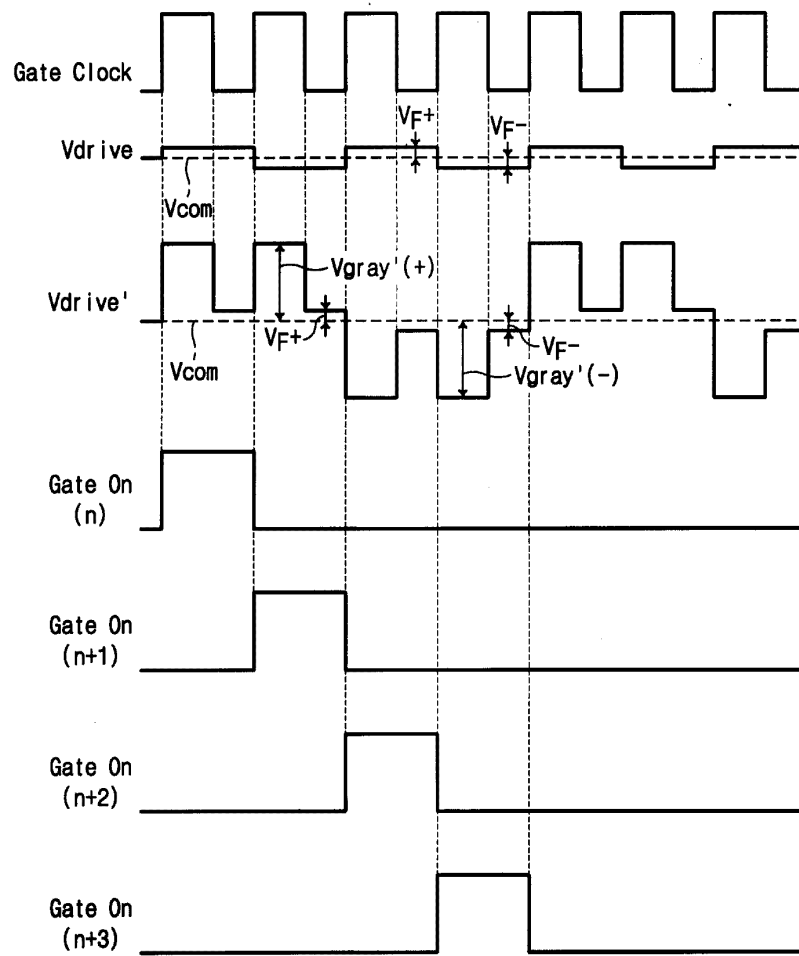 Gate Clock
VF+
VF-
Vdrive
Vcom
Vgray'(+)
Vdrive'
VF+
VF-
Vcom
Vgray'(-)
Gate On
(n)
Gate On
(n+1)
Gate On
(n+2)
Gate On
(n+3)